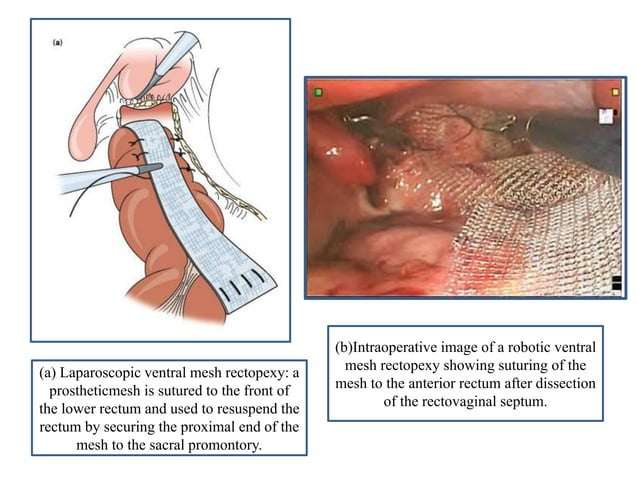 (a)
(a) Laparoscopic ventral mesh rectopexy: a
prostheticmesh is sutured to the front of
the lower rectum and used to resuspend the
rectum by securing the proximal end of the
mesh to the sacral promontory.
(b)Intraoperative image of a robotic ventral
mesh rectopexy showing suturing of the
mesh to the anterior rectum after dissection
of the rectovaginal septum.